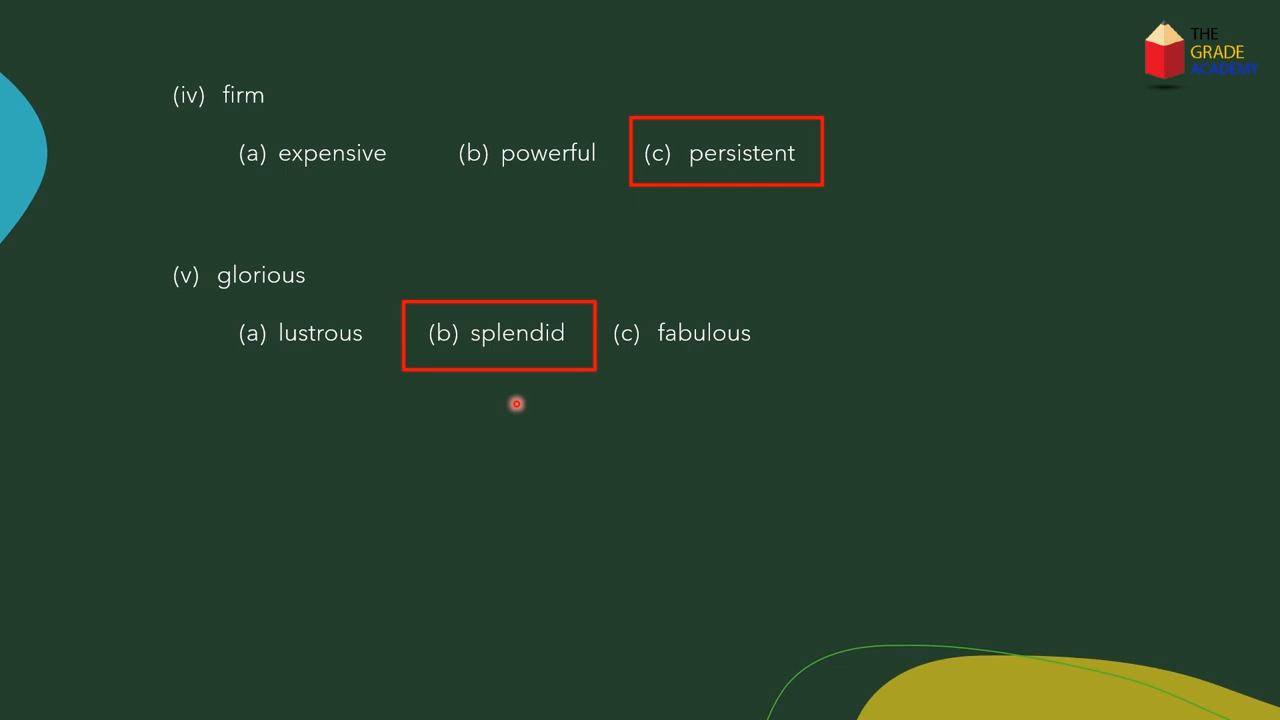 THE
GRADE
ACADEMY
(iv) firm
(a) expensive (b) powerful (c) persistent
(v) glorious
(a) lustrous (b) splendid (c) fabulous